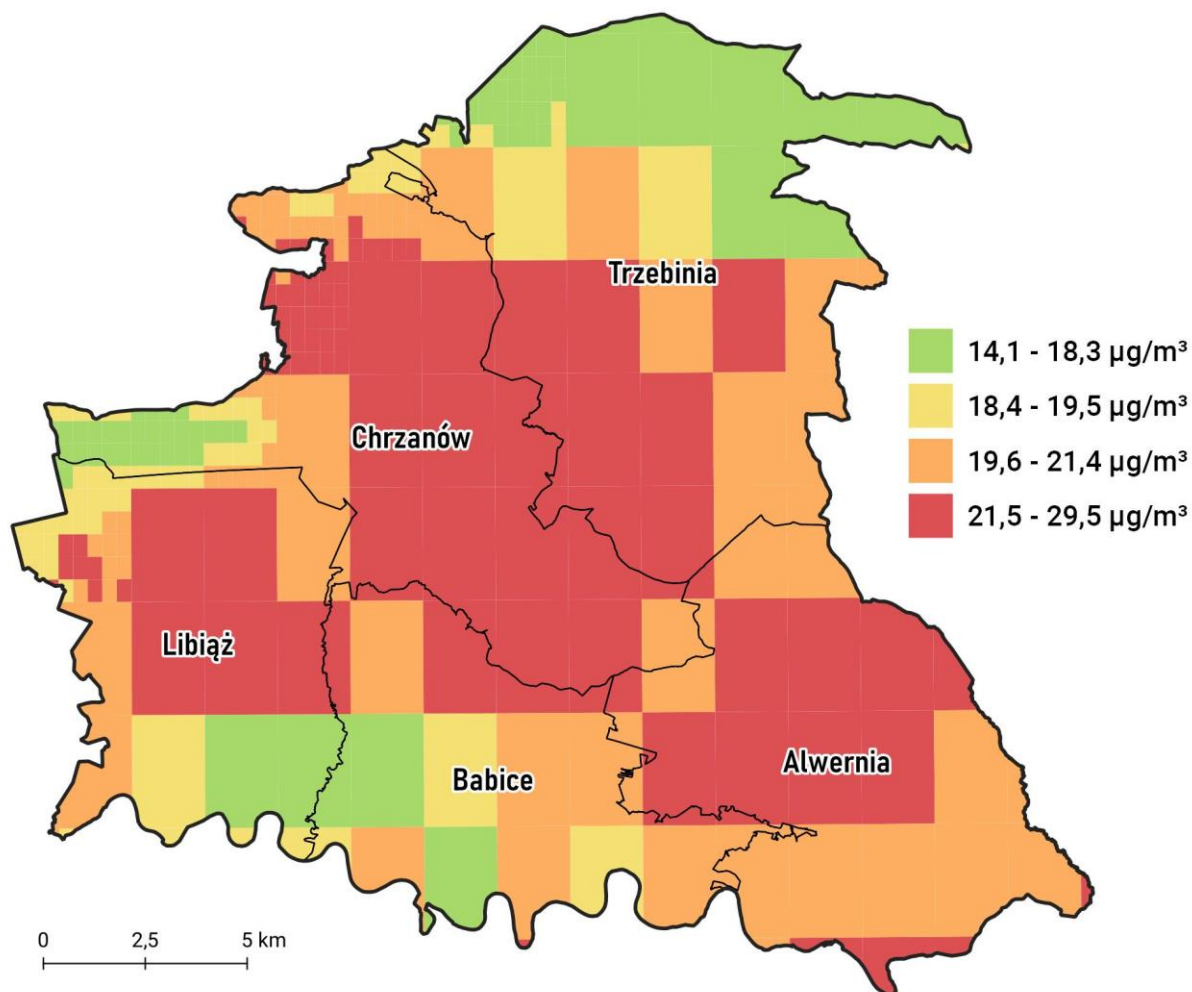 Trzebinia
14,1 - 18,3 µg/m³
18,4 - 19,5 µg/m³
19,6 - 21,4 µg/m³
21,5 - 29,5 µg/m³
Chrzanów
Libiąż
Babice
Alwernia
0 2,5 5 km